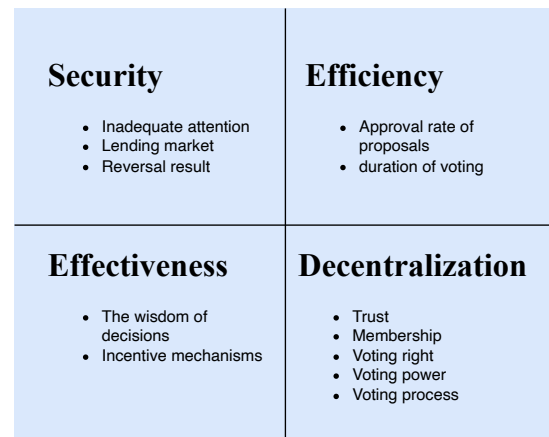 Security
• Inadequate attention
• Lending market
• Reversal result
Efficiency
• Approval rate of
proposals
• duration of voting
Effectiveness
• The wisdom of
decisions
• Incentive mechanisms
Decentralization
• Trust
• Membership
• Voting right
• Voting power
• Voting process